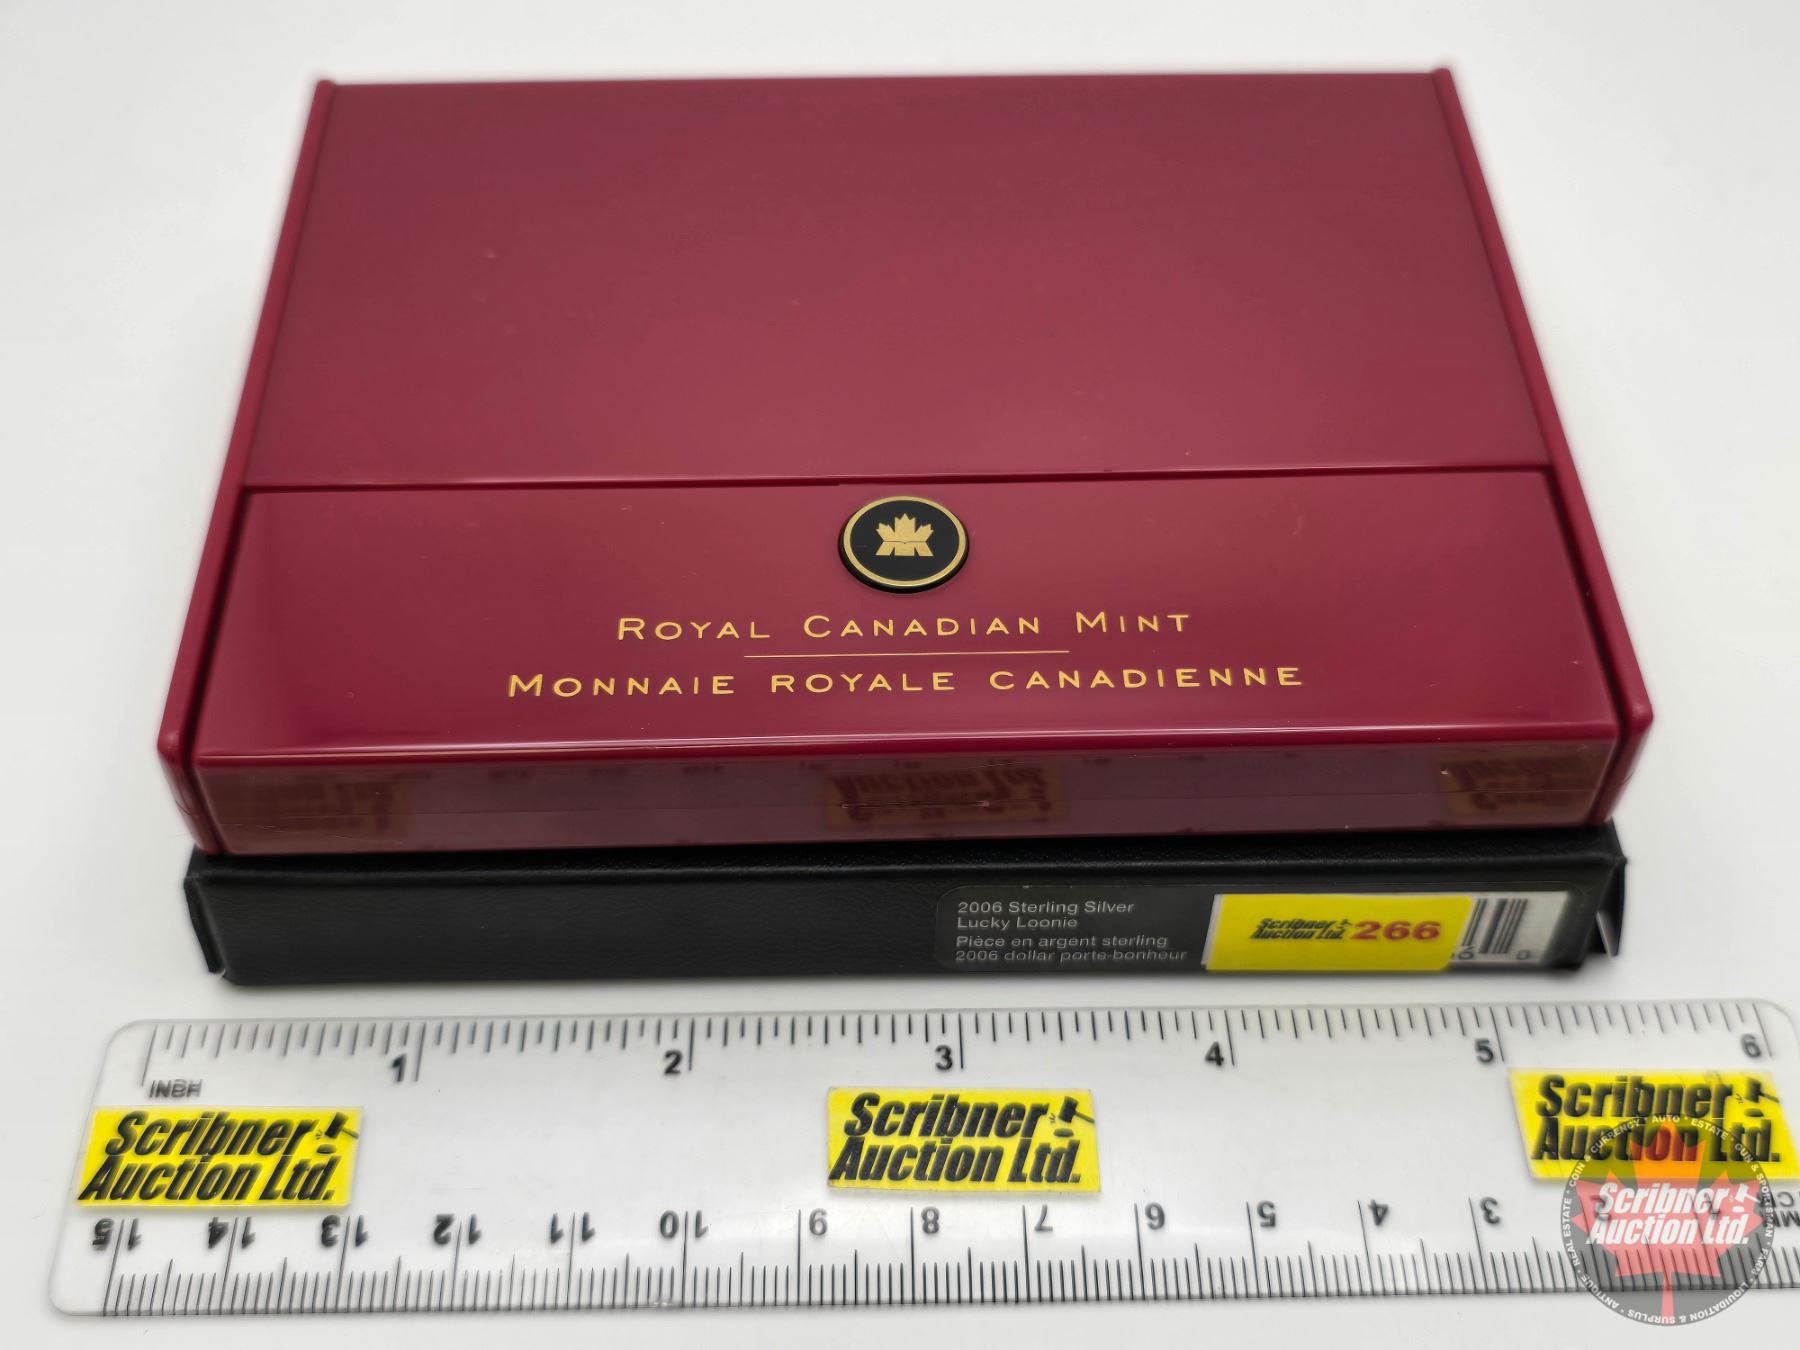 ROYAL CANADIAN MINT
MONNAIE ROYALE CANADIENNE
2006 Sterling Silver
Lucky Loonie
Pièce en argent sterling
2006 dollar porte-bonheur
Scribner
Auction Ltd.
266
0
1 2 3 4 5 6
INCH
Scribner
Auction Ltd.
Scribner
Auction Ltd.
Scribner
Auction Ltd.
15 14 13 12 11 10 9 8 7 6 5 4 3
Scribner
Auction Ltd.